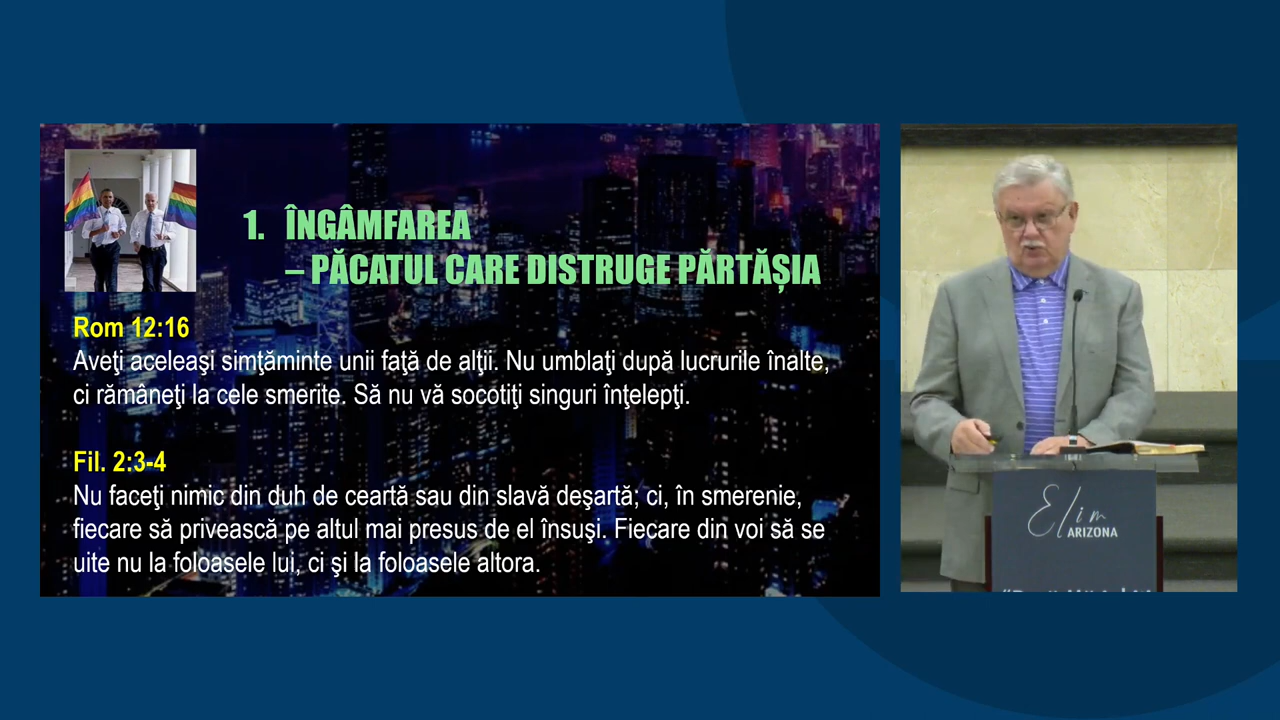 1. ÎNGÂMFAREA
– PĂCATUL CARE DISTRUGE PĂRTĂȘIA
Rom 12:16
Aveţi aceleaşi simţăminte unii faţă de alţii. Nu umblaţi după lucrurile înalte,
ci rămâneţi la cele smerite. Să nu vă socotiţi singuri înţelepţi.
Fil. 2:3-4
Nu faceţi nimic din duh de ceartă sau din slavă deşartă; ci, în smerenie,
fiecare să privească pe altul mai presus de el însuşi. Fiecare din voi să se
uite nu la foloasele lui, ci şi la foloasele altora.
Elim
ARIZONA